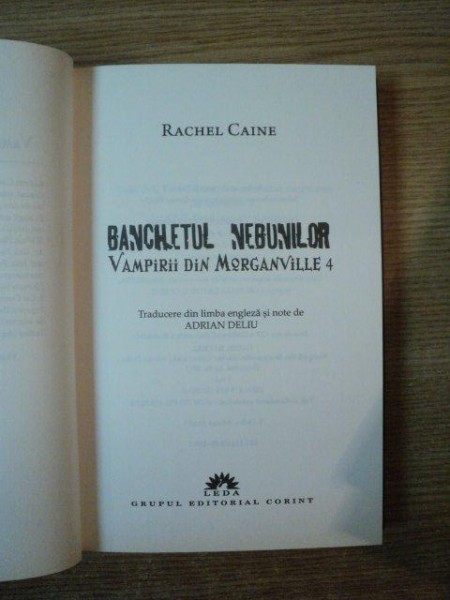 RACHEL CAINE
BANCHETUL NEBUNILOR
VAMPIRII DIN MORGANVILLE 4
Traducere din limba engleză și note de
ADRIAN DELIU
LEDA
GRUPUL EDITORIAL CORINT